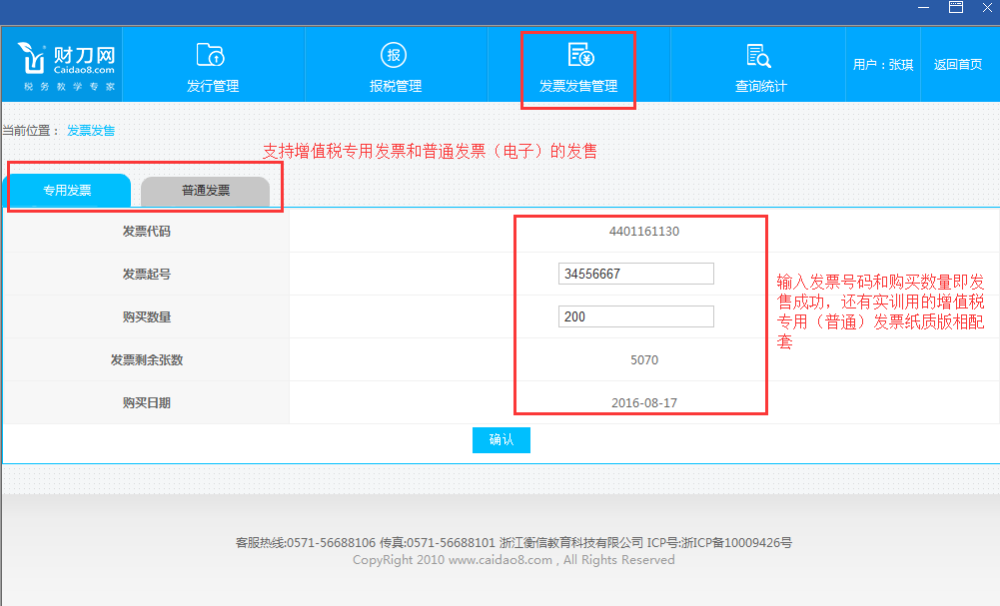 财刀网
Caidao8.com
税务教学专家
发行管理
报税管理
发票发售管理
查询统计
用户：张琪
返回首页
当前位置： 发票发售
支持增值税专用发票和普通发票（电子）的发售
专用发票
普通发票
发票代码 4401161130
发票起号 34556667
购买数量 200
发票剩余张数 5070
购买日期 2016-08-17
输入发票号码和购买数量即发
售成功，还有实训用的增值税
专用（普通）发票纸质版相配
套
确认
客服热线:0571-56688106 传真:0571-56688101 浙江衡信教育科技有限公司 ICP号:浙ICP备10009426号
CopyRight 2010 www.caidao8.com , All Rights Reserved